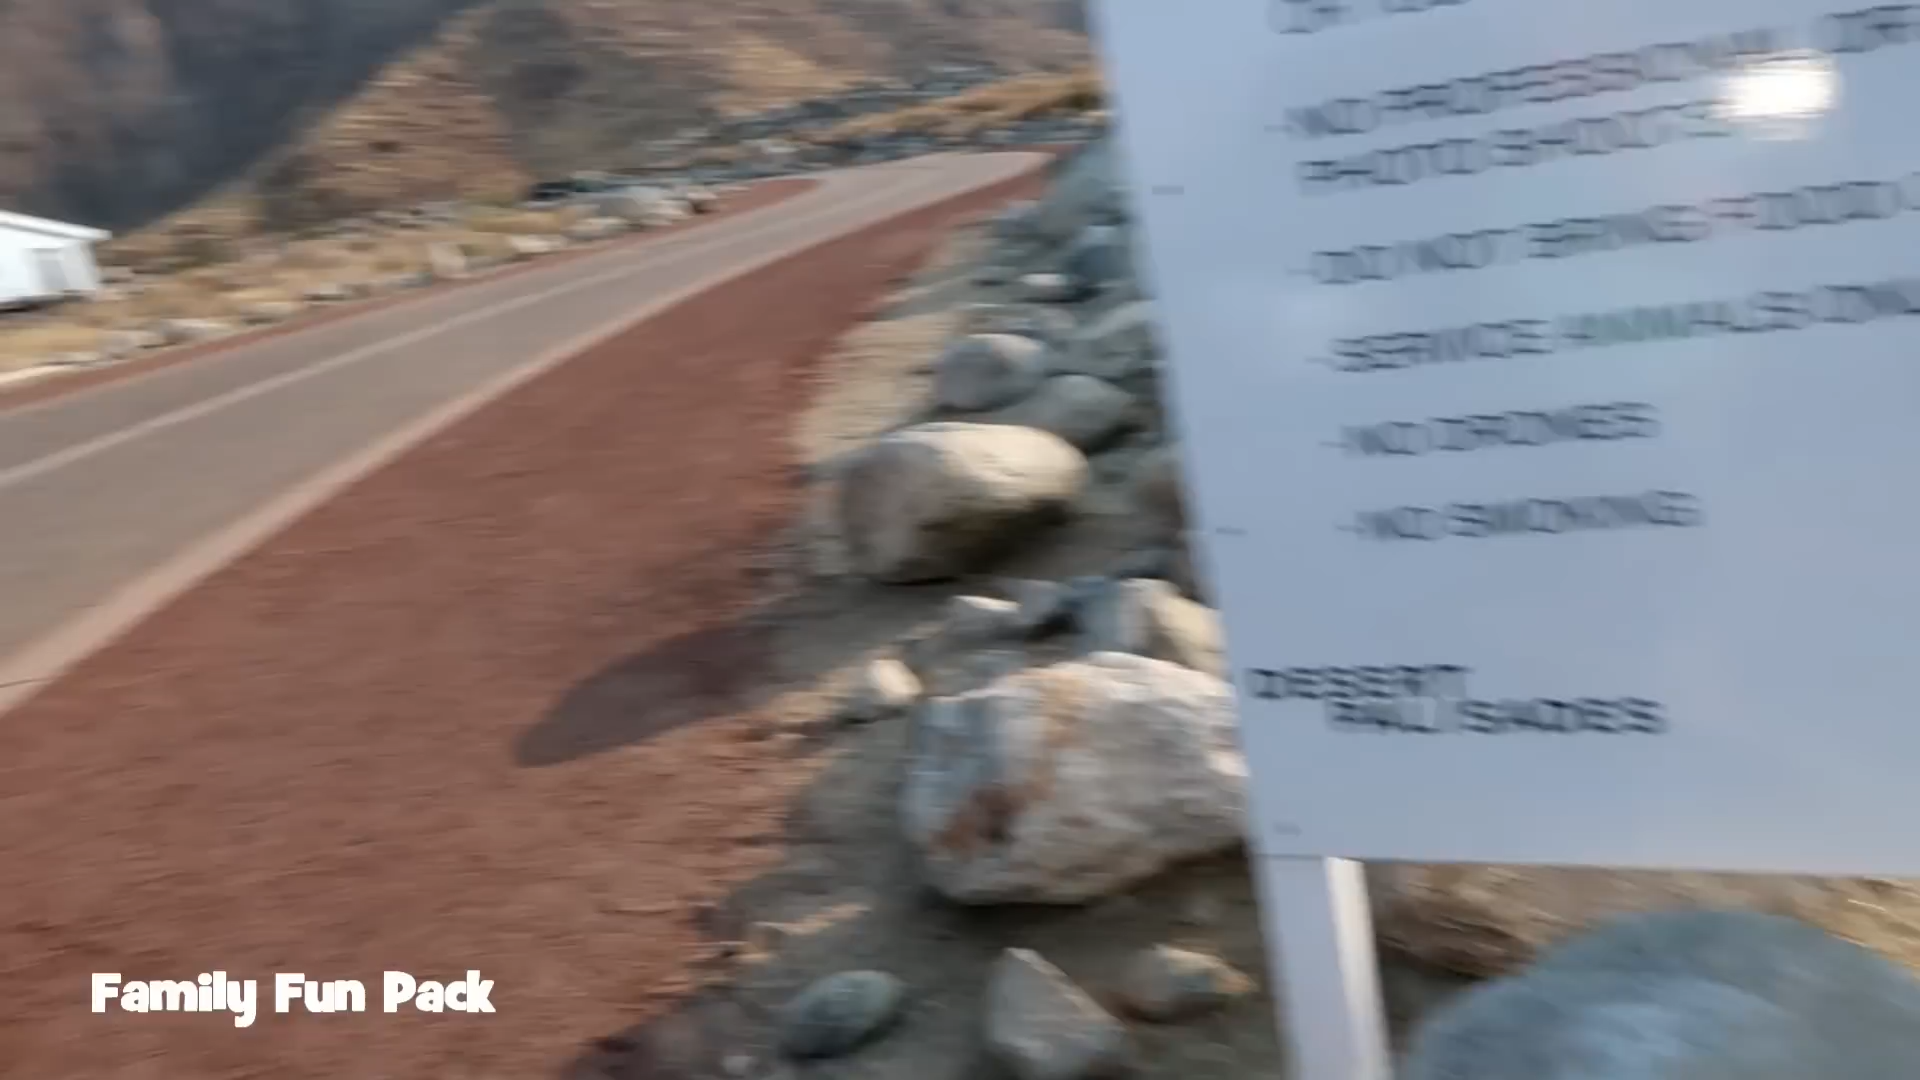 -NO PROFESSIONAL OR
PHOTO SHOOTS
-DO NOT BRING FOOD
-SERVICE ANIMALS ONLY
-NO DRONES
-NO SMOKING
DESERT
PALISADES
Family Fun Pack